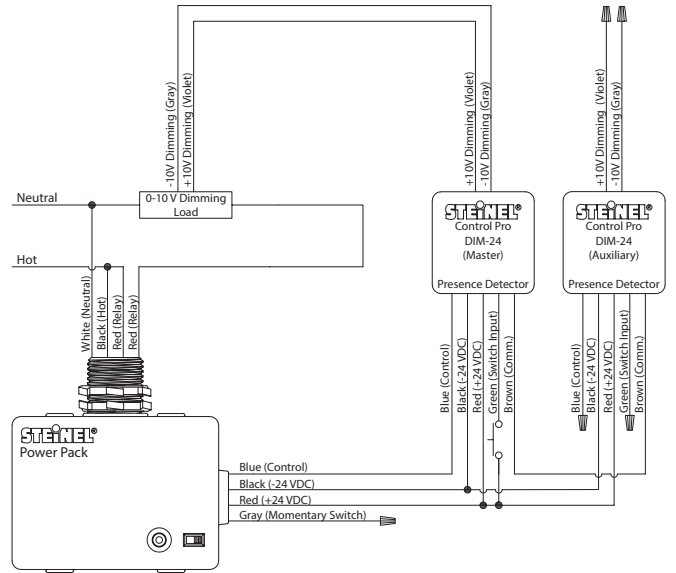 -10V Dimming (Gray)
+10V Dimming (Violet)
+10V Dimming (Violet)
-10V Dimming (Gray)
+10V Dimming (Violet)
-10V Dimming (Gray)
Neutral
0-10 V Dimming
Load
STEINEL®
Control Pro
DIM-24
(Master)
Presence Detector
STEINEL®
Control Pro
DIM-24
(Auxiliary)
Presence Detector
Hot
White (Neutral)
Black (Hot)
Red (Relay)
Red (Relay)
Blue (Control)
Black (-24 VDC)
Red (+24 VDC)
Green (Switch Input)
Brown (Comm.)
Blue (Control)
Black (-24 VDC)
Red (+24 VDC)
Green (Switch Input)
Brown (Comm.)
STEINEL®
Power Pack
Blue (Control)
Black (-24 VDC)
Red (+24 VDC)
Gray (Momentary Switch)